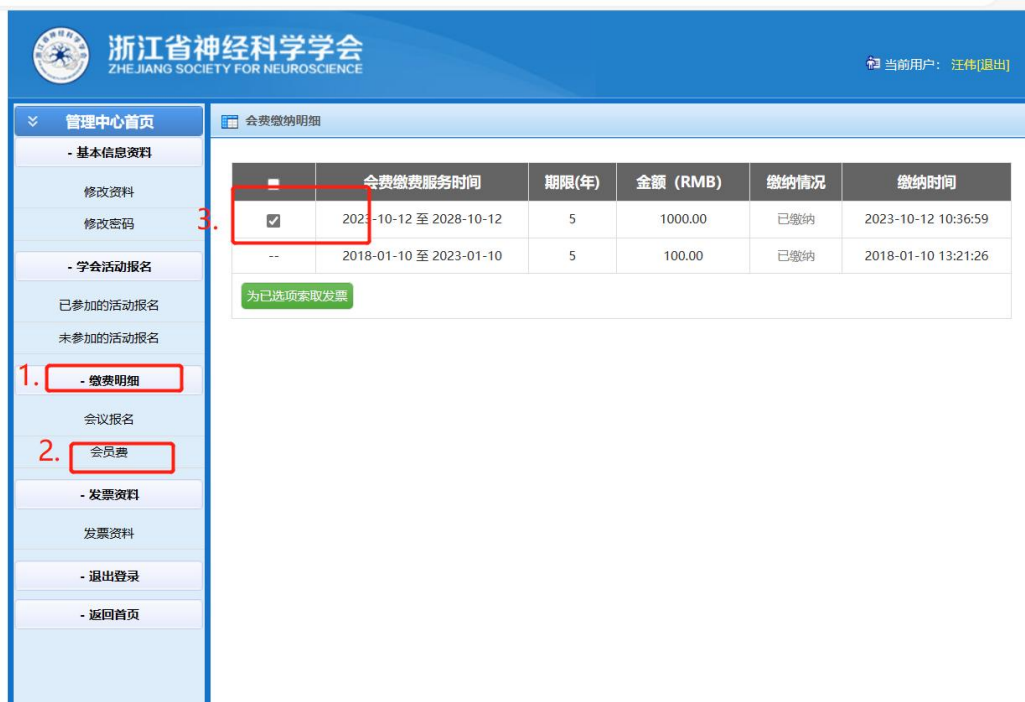 浙江省神经科学学会
ZHEJIANG SOCIETY FOR NEUROSCIENCE
当前用户： 汪伟[退出]
管理中心首页
会费缴纳明细
- 基本信息资料
修改资料
修改密码
- 学会活动报名
已参加的活动报名
未参加的活动报名
1.
- 缴费明细
会议报名
2.
会员费
- 发票资料
发票资料
- 退出登录
- 返回首页
会费缴费服务时间 期限(年) 金额（RMB） 缴纳情况 缴纳时间
3.
2023-10-12 至 2028-10-12 5 1000.00 已缴纳 2023-10-12 10:36:59
-- 2018-01-10 至 2023-01-10 5 100.00 已缴纳 2018-01-10 13:21:26
为已选项索取发票